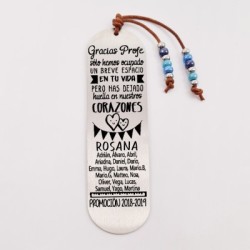 Gracias Profe
sólo hemos ocupado
UN BREVE ESPACIO
EN TU VIDA
PERO HAS DEJADO
huella en nuestros
CORAZONES
ROSANA
Adrián, Álvaro, Abril,
Ariadna, Daniel, Darío,
Emma, Hugo, Laura, Mario.B,
Mario.G, Matteo, Noa,
Oliver, Vega, Lucas,
Samuel, Yago, Martina
PROMOCIÓN 2018-2019